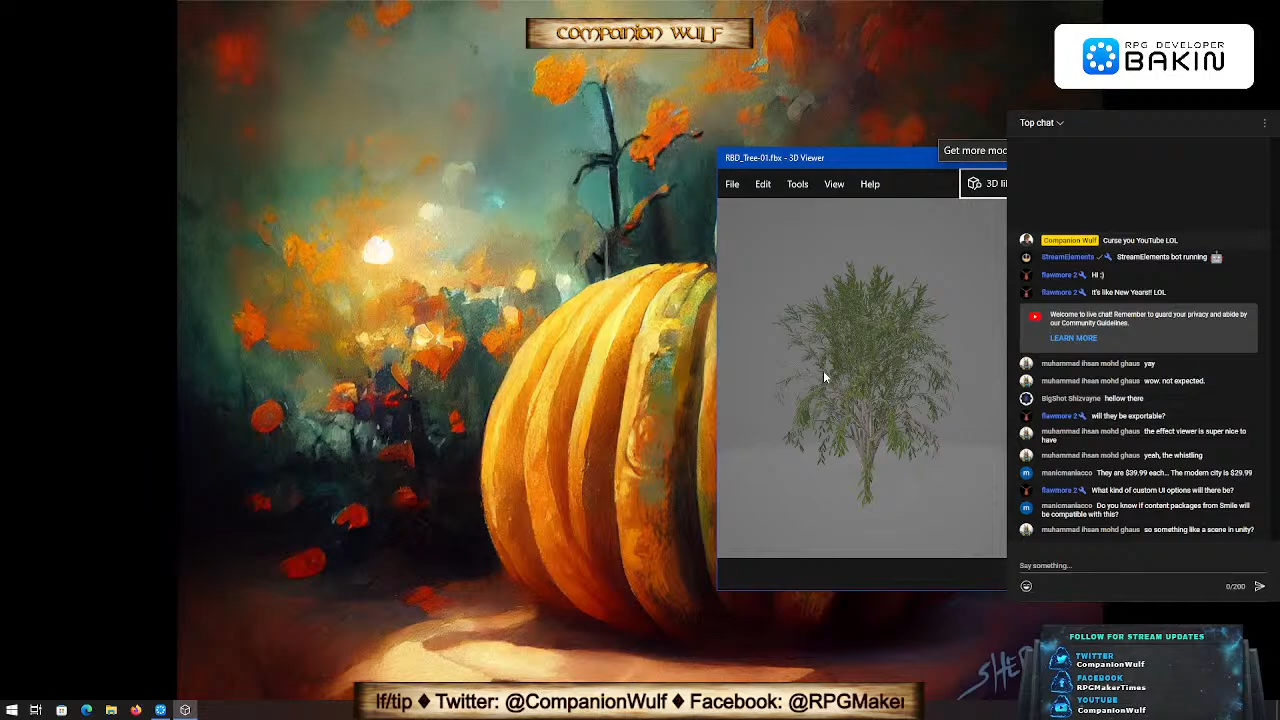 COMPANION WULF
RPG DEVELOPER
BAKIN
Top chat
RBD_Tree-01.fbx - 3D Viewer
Get more mod
File Edit Tools View Help
3D li
Companion Wulf Curse you YouTube LOL
StreamElements StreamElements bot running
flawmore 2 Hi :)
flawmore 2 It's like New Years!! LOL
Welcome to live chat! Remember to guard your privacy and abide by
our Community Guidelines.
LEARN MORE
muhammad ihsan mohd ghaus yay
muhammad ihsan mohd ghaus wow. not expected.
BigShot Shizvayne hellow there
flawmore 2 will they be exportable?
muhammad ihsan mohd ghaus the effect viewer is super nice to
have
muhammad ihsan mohd ghaus yeah, the whistling
m manicmaniacco They are $39.99 each... The modern city is $29.99
flawmore 2 What kind of custom UI options will there be?
m manicmaniacco Do you know if content packages from Smile will
be compatible with this?
muhammad ihsan mohd ghaus so something like a scene in unity?
Say something...
0/200
FOLLOW FOR STREAM UPDATES
TWITTER
CompanionWulf
FACEBOOK
RPGMakerTimes
YOUTUBE
CompanionWulf
SHER
lf/tip ♦ Twitter: @CompanionWulf ♦ Facebook: @RPGMaker